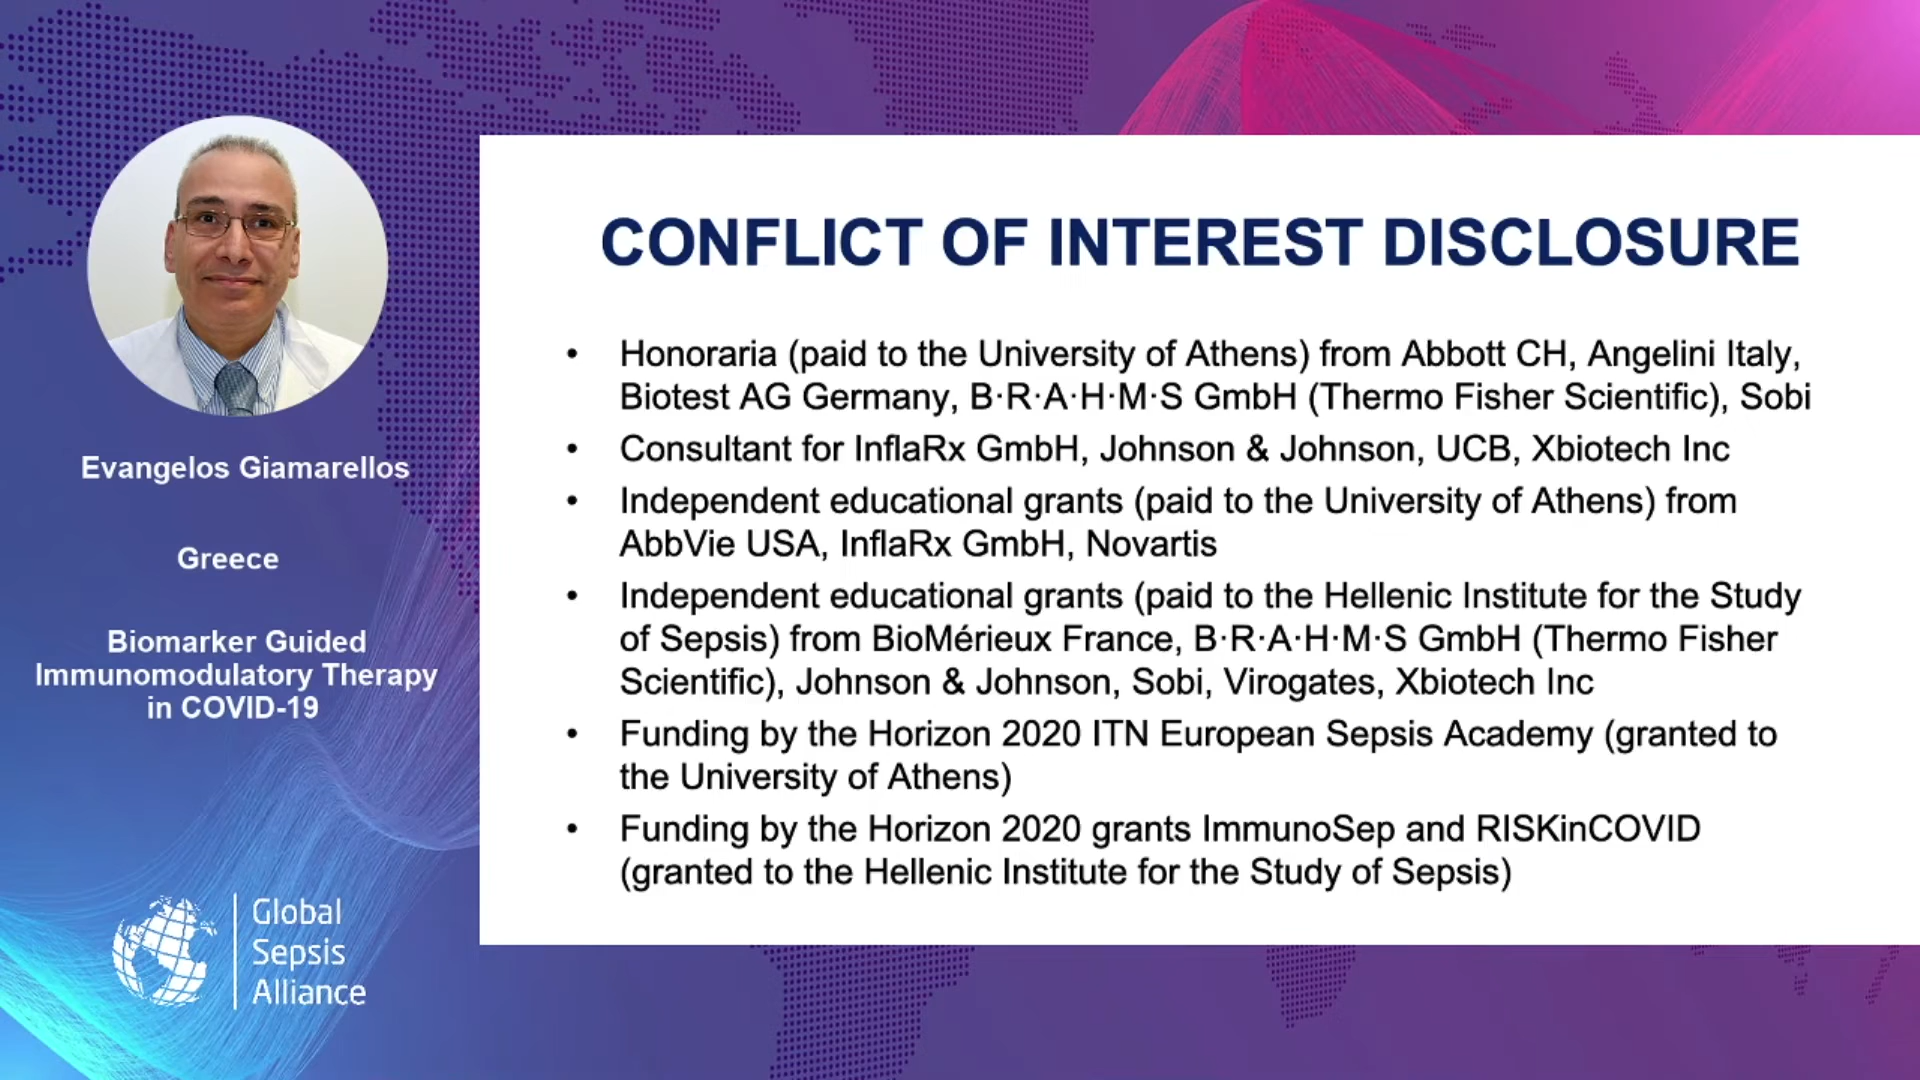 Evangelos Giamarellos
Greece
Biomarker Guided
Immunomodulatory Therapy
in COVID-19
Global
Sepsis
Alliance
CONFLICT OF INTEREST DISCLOSURE
• Honoraria (paid to the University of Athens) from Abbott CH, Angelini Italy,
Biotest AG Germany, B·R·A·H·M·S GmbH (Thermo Fisher Scientific), Sobi
• Consultant for InflaRx GmbH, Johnson & Johnson, UCB, Xbiotech Inc
• Independent educational grants (paid to the University of Athens) from
AbbVie USA, InflaRx GmbH, Novartis
• Independent educational grants (paid to the Hellenic Institute for the Study
of Sepsis) from BioMérieux France, B·R·A·H·M·S GmbH (Thermo Fisher
Scientific), Johnson & Johnson, Sobi, Virogates, Xbiotech Inc
• Funding by the Horizon 2020 ITN European Sepsis Academy (granted to
the University of Athens)
• Funding by the Horizon 2020 grants ImmunoSep and RISKinCOVID
(granted to the Hellenic Institute for the Study of Sepsis)